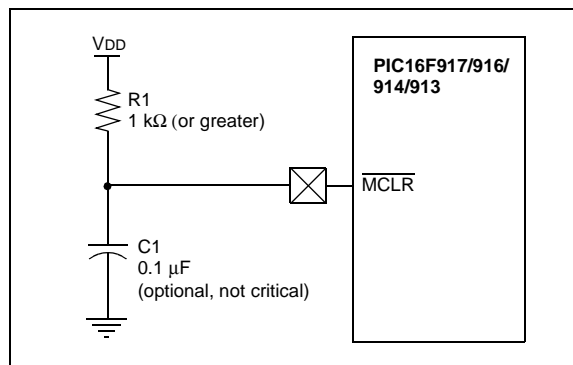 VDD
PIC16F917/916/
914/913
R1
1 kΩ (or greater)
MCLR
C1
0.1 μF
(optional, not critical)